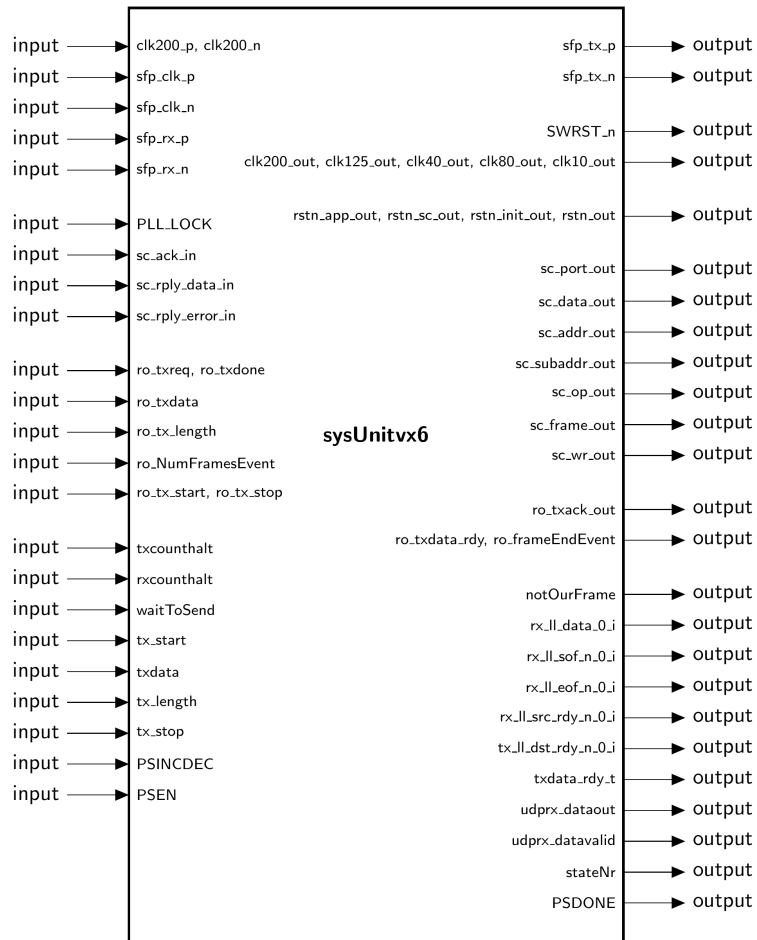 input clk200_p, clk200_n sfp_tx_p output
input sfp_clk_p sfp_tx_n output
input sfp_clk_n
input sfp_rx_p SWRST_n output
input sfp_rx_n clk200_out, clk125_out, clk40_out, clk80_out, clk10_out output
input PLL_LOCK rstn_app_out, rstn_sc_out, rstn_init_out, rstn_out output
input sc_ack_in sc_port_out output
input sc_rply_data_in sc_data_out output
input sc_rply_error_in sc_addr_out output
input ro_txreq, ro_txdone sc_subaddr_out output
input ro_txdata sc_op_out output
input ro_tx_length sysUnitvx6 sc_frame_out output
input ro_NumFramesEvent sc_wr_out output
input ro_tx_start, ro_tx_stop ro_txack_out output
input txcounthalt ro_txdata_rdy, ro_frameEndEvent output
input rxcounthalt notOurFrame output
input waitToSend rx_ll_data_0_i output
input tx_start rx_ll_sof_n_0_i output
input txdata rx_ll_eof_n_0_i output
input tx_length rx_ll_src_rdy_n_0_i output
input tx_stop tx_ll_dst_rdy_n_0_i output
input PSINCDEC txdata_rdy_t output
input PSEN udprx_dataout output
udprx_datavalid output
stateNr output
PSDONE output